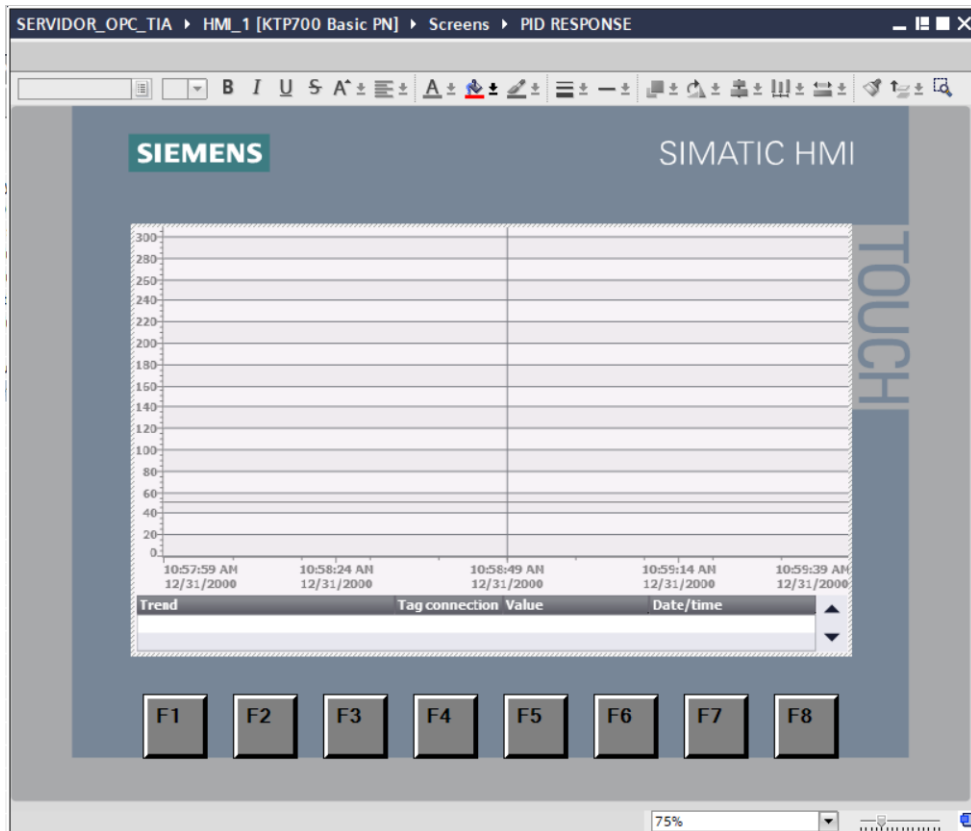 SERVIDOR_OPC_TIA ▸ HMI_1 [KTP700 Basic PN] ▸ Screens ▸ PID RESPONSE
B I U S A A
SIEMENS SIMATIC HMI
TOUCH
300
280
260
240
220
200
180
160
140
120
100
80
60
40
20
0
10:57:59 AM 10:58:24 AM 10:58:49 AM 10:59:14 AM 10:59:39 AM
12/31/2000 12/31/2000 12/31/2000 12/31/2000 12/31/2000
Trend Tag connection Value Date/time
F1 F2 F3 F4 F5 F6 F7 F8
75%